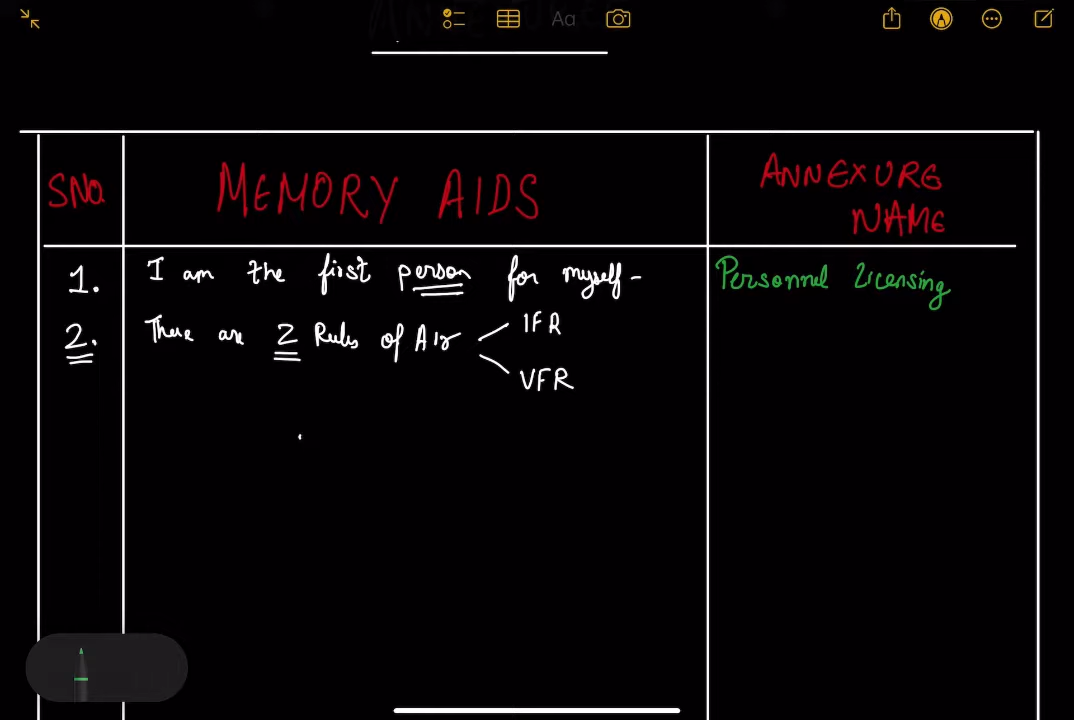 Aa
SNo. MEMORY AIDS ANNEXURE NAME
1. I am the first person for myself - Personnel Licensing
2. There are 2 Rules of Air IFR
VFR